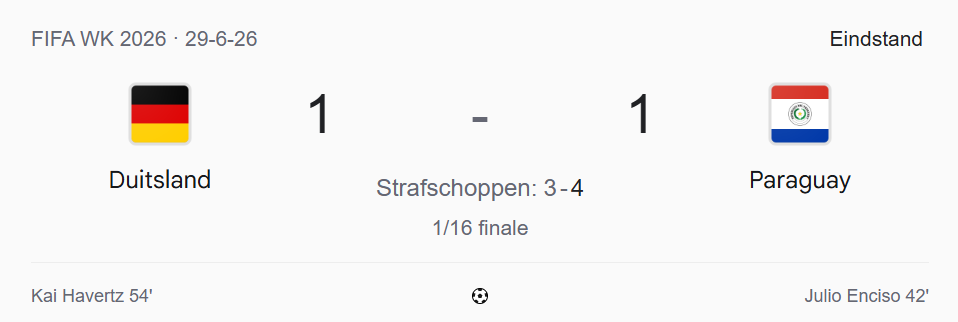 FIFA WK 2026 · 29-6-26 Eindstand
1 - 1
Duitsland Paraguay
Strafschoppen: 3-4
1/16 finale
Kai Havertz 54' Julio Enciso 42'